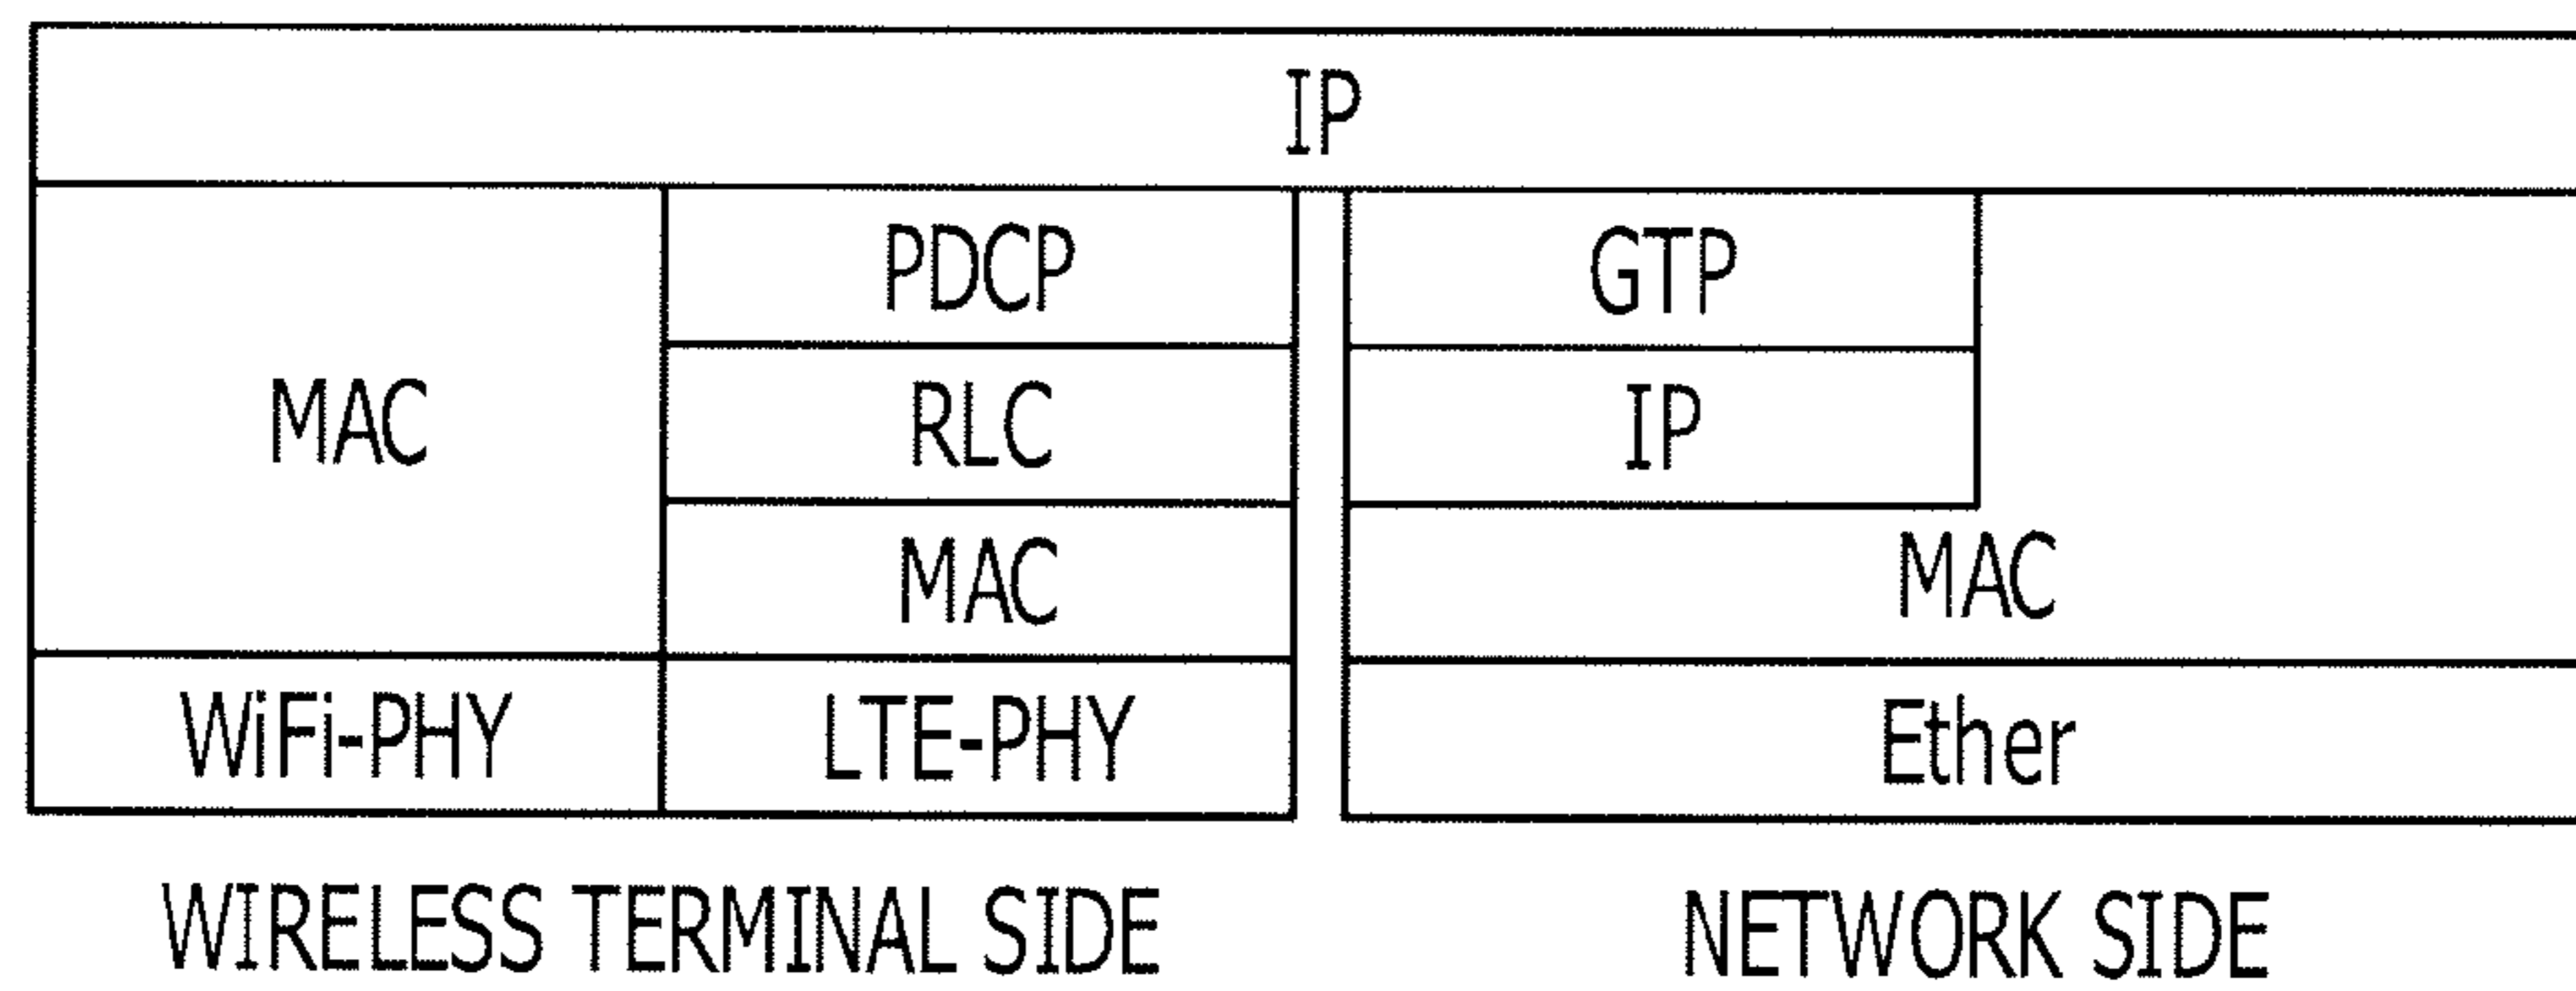 IP
PDCP
GTP
MAC
RLC
IP
MAC
MAC
WiFi-PHY
LTE-PHY
Ether
WIRELESS TERMINAL SIDE
NETWORK SIDE